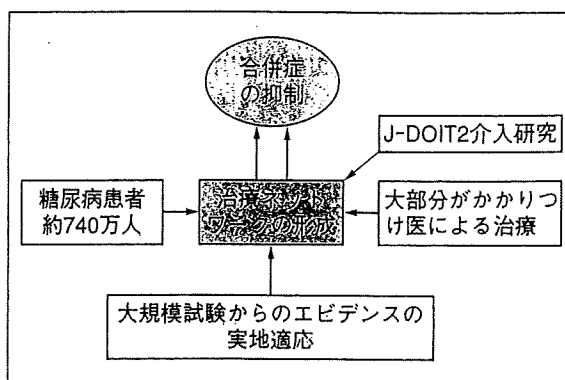 合併症
の抑制
J-DOIT2介入研究
糖尿病患者
約740万人
治療ネット
ワークの形成
大部分がかかりつ
け医による治療
大規模試験からのエビデンスの
実地適応